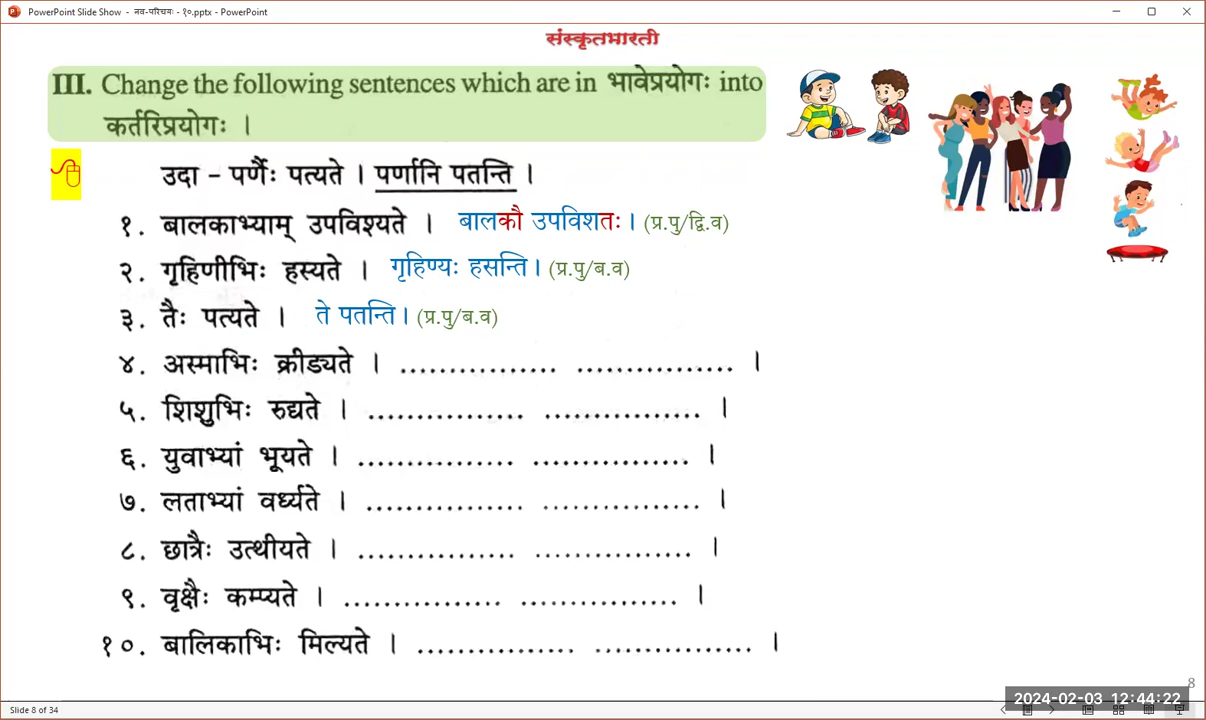 PowerPoint Slide Show - नव-परिचयः - १०.pptx - PowerPoint
संस्कृतभारती
III. Change the following sentences which are in भावेप्रयोगः into
कर्तरिप्रयोगः ।
उदा - पर्णैः पत्यते । पर्णानि पतन्ति ।
१. बालकाभ्याम् उपविश्यते । बालकौ उपविशतः। (प्र.पु/द्वि.व)
२. गृहिणीभिः हस्यते । गृहिण्यः हसन्ति। (प्र.पु/ब.व)
३. तैः पत्यते । ते पतन्ति। (प्र.पु/ब.व)
४. अस्माभिः क्रीड्यते । ................ ................ ।
५. शिशुभिः रुद्यते । ................ ................ ।
६. युवाभ्यां भूयते । ................ ................ ।
७. लताभ्यां वर्ध्यते । ................ ................ ।
८. छात्रैः उत्थीयते । ................ ................ ।
९. वृक्षैः कम्प्यते । ................ ................ ।
१०. बालिकाभिः मिल्यते । ................ ................ ।
8
2024-02-03 12:44:22
Slide 8 of 34